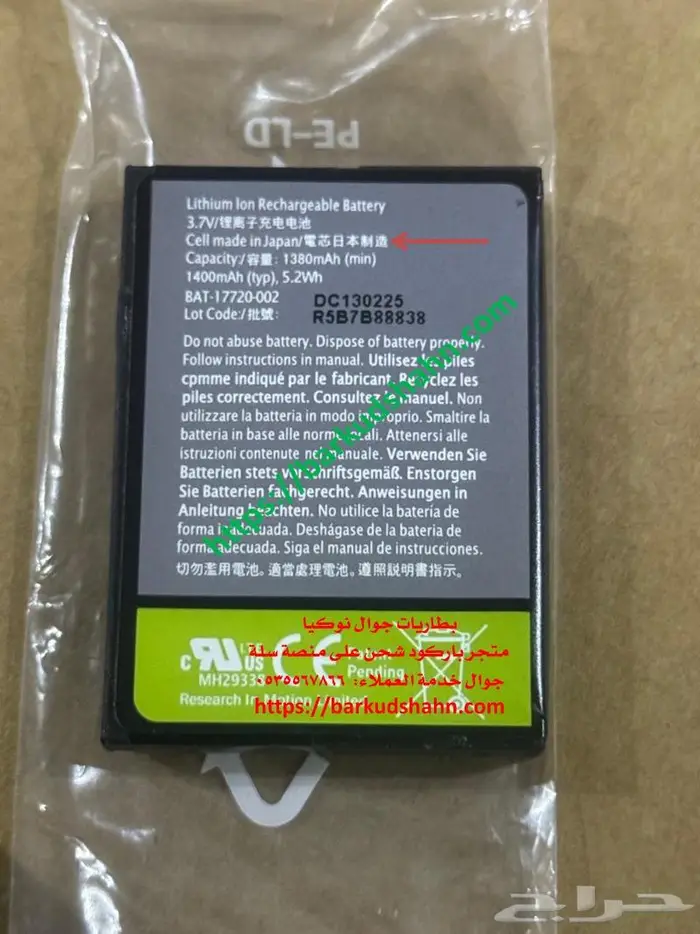 PE-LD
Lithium Ion Rechargeable Battery
3.7V/锂离子充电电池
Cell made in Japan/電芯日本制造
Capacity/容量: 1380mAh (min)
1400mAh (typ), 5.2Wh
BAT-17720-002
DC130225
Lot Code/批號:
R5B7B88838
Do not abuse battery. Dispose of battery properly.
Follow instructions in manual. Utilisez les piles
cpmme indiqué par le fabricant. Recyclez les
piles correctement. Consultez le manuel. Non
utilizzare la batteria in modo improprio. Smaltire la
batteria in base alle norme locali. Attenersi alle
istruzioni contenute nel manuale. Verwenden Sie
Batterien stets vorschriftsgemäß. Entsorgen
Sie Batterien fachgerecht. Anweisungen in
Anleitung beachten. No utilice la batería de
forma inadecuada. Deshágase de la batería de
forma adecuada. Siga el manual de instrucciones.
切勿濫用電池。適當處理電池。遵照説明書指示。
https://barkudshahn.com
بطاريات جوال نوكيا
متجر باركود شحن على منصة سلة
جوال خدمة العملاء: ٠٥٣٥٥٦٧٨٦٦
https://barkudshahn.com
c US
MH29335
CE
Pending
Research In Motion Limited
حراج